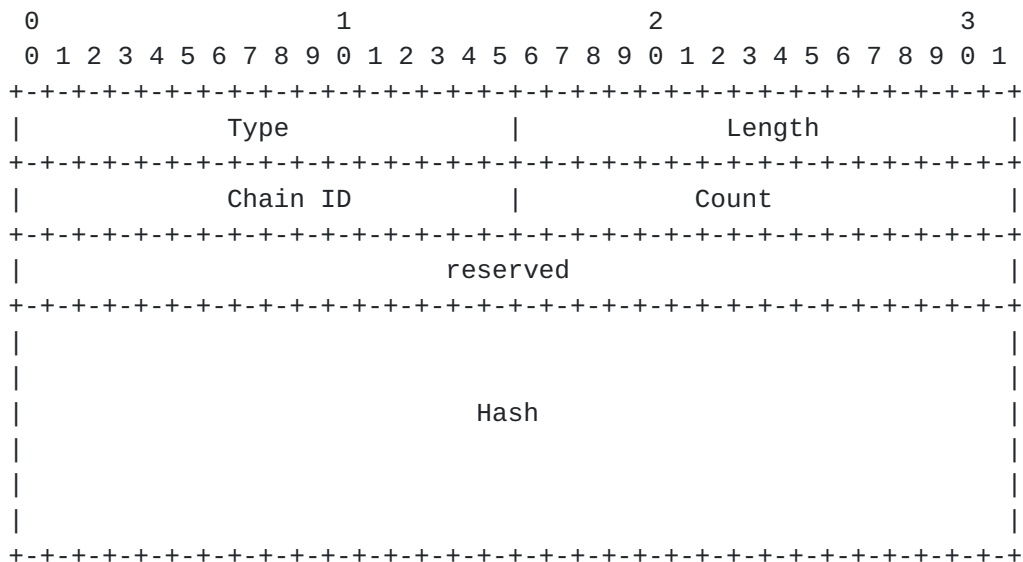 0                   1                   2                   3
 0 1 2 3 4 5 6 7 8 9 0 1 2 3 4 5 6 7 8 9 0 1 2 3 4 5 6 7 8 9 0 1
+-+-+-+-+-+-+-+-+-+-+-+-+-+-+-+-+-+-+-+-+-+-+-+-+-+-+-+-+-+-+-+-+
|             Type              |             Length            |
+-+-+-+-+-+-+-+-+-+-+-+-+-+-+-+-+-+-+-+-+-+-+-+-+-+-+-+-+-+-+-+-+
|             Chain ID          |           Count               |
+-+-+-+-+-+-+-+-+-+-+-+-+-+-+-+-+-+-+-+-+-+-+-+-+-+-+-+-+-+-+-+-+
|                           reserved                            |
+-+-+-+-+-+-+-+-+-+-+-+-+-+-+-+-+-+-+-+-+-+-+-+-+-+-+-+-+-+-+-+-+
|                                                               |
|                                                               |
|                             Hash                              |
|                                                               |
|                                                               |
|                                                               |
+-+-+-+-+-+-+-+-+-+-+-+-+-+-+-+-+-+-+-+-+-+-+-+-+-+-+-+-+-+-+-+-+